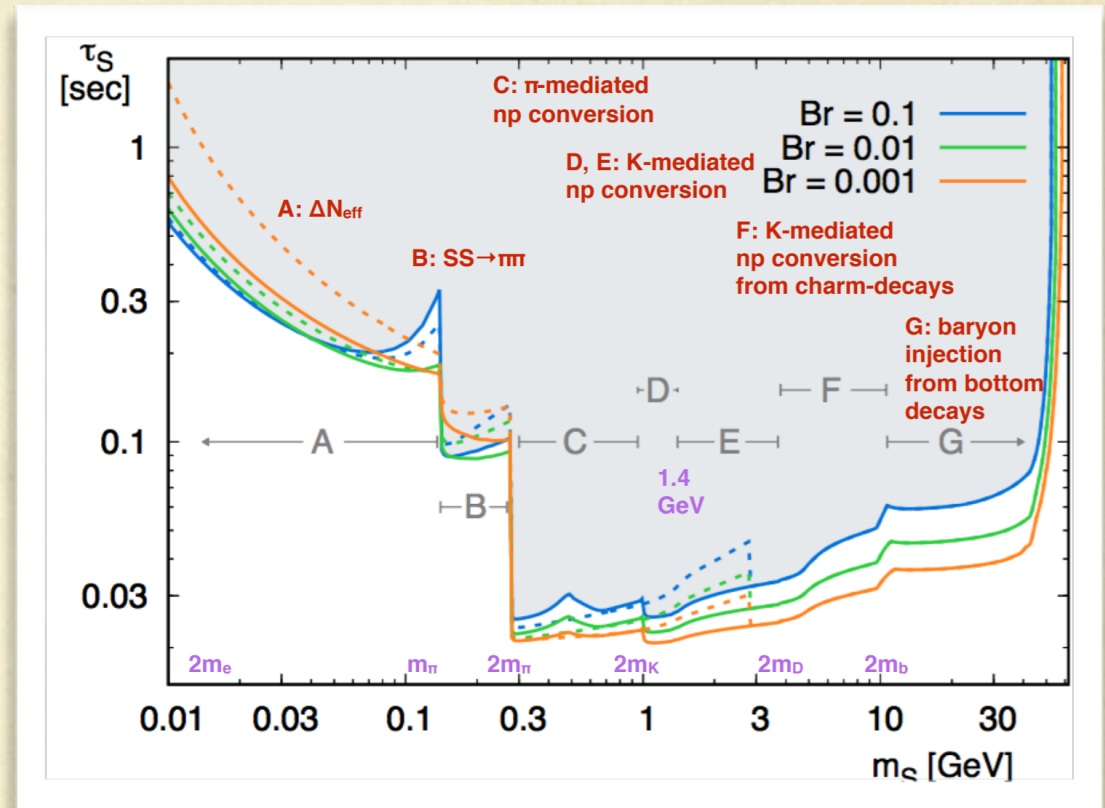 τS
[sec]
C: π-mediated
np conversion
Br = 0.1
Br = 0.01
Br = 0.001
1
D, E: K-mediated
np conversion
A: ΔNeff
F: K-mediated
np conversion
from charm-decays
B: SS→ππ
0.3
G: baryon
injection
from bottom
decays
D
F
0.1
A
C
E
G
1.4
GeV
B
0.03
2me
mπ
2mπ
2mK
2mD
2mb
0.01
0.03
0.1
0.3
1
3
10
30
mS [GeV]